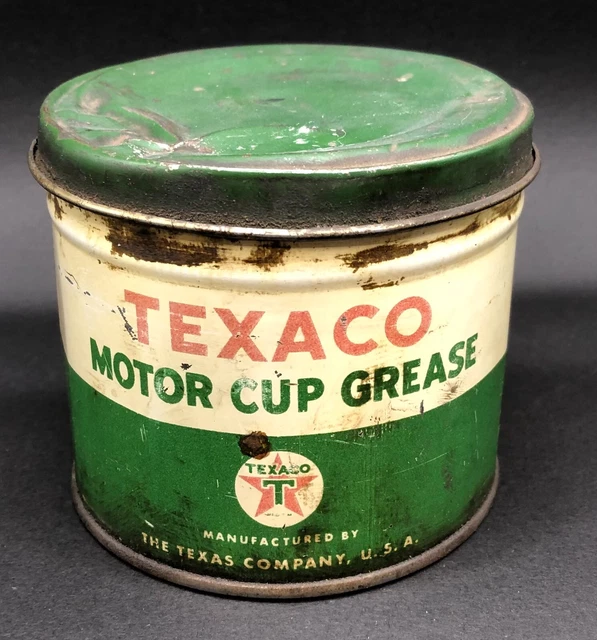 TEXACO
MOTOR CUP GREASE
TEXACO
T
MANUFACTURED BY
THE TEXAS COMPANY, U. S. A.